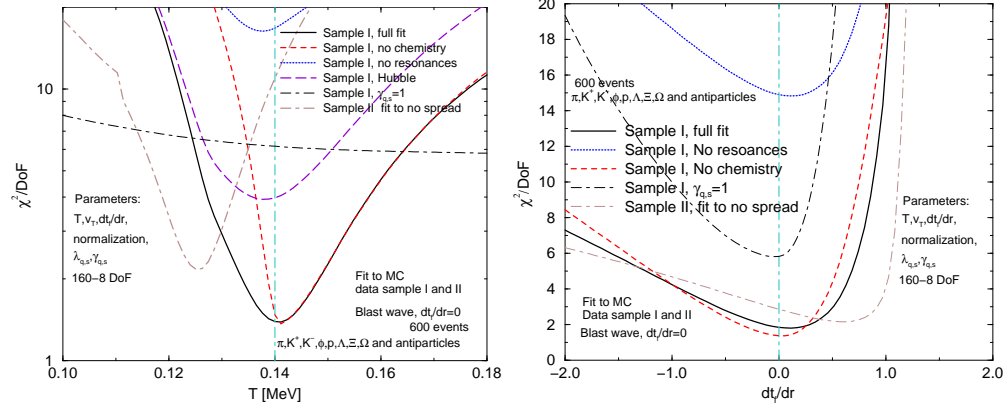 χ²/DoF
10
1
0.10
0.12
0.14
0.16
0.18
T [MeV]
Sample I, full fit
Sample I, no chemistry
Sample I, no resonances
Sample I, Hubble
Sample I, γq,s=1
Sample II fit to no spread
Parameters:
T,vT,dt/dr,
normalization,
λq,s,γq,s
160−8 DoF
Fit to MC
data sample I and II
Blast wave, dt/dr=0
600 events
π,K⁺,K⁻,ϕ,p,Λ,Ξ,Ω and antiparticles
χ²/DoF
20
18
16
14
12
10
8
6
4
2
0
−2.0
−1.0
0.0
1.0
2.0
dtf/dr
600 events
π,K⁺,K⁻,ϕ,p,Λ,Ξ,Ω and antiparticles
Sample I, full fit
Sample I, No resoances
Sample I, No chemistry
Sample I, γq,s=1
Sample II, fit to no spread
Parameters:
T,vT,dtf/dr,
normalization,
λq,s,γq,s
160−8 DoF
Fit to MC
Data sample I and II
Blast wave, dtf/dr=0